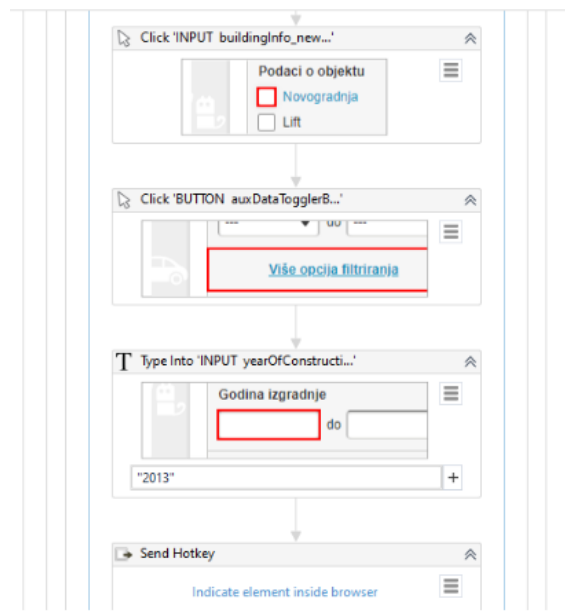 Click 'INPUT buildingInfo_new...'
Podaci o objektu
Novogradnja
Lift
Click 'BUTTON auxDataTogglerB...'
--- do ---
Više opcija filtriranja
T Type Into 'INPUT yearOfConstructi...'
Godina izgradnje
do
"2013" +
Send Hotkey
Indicate element inside browser